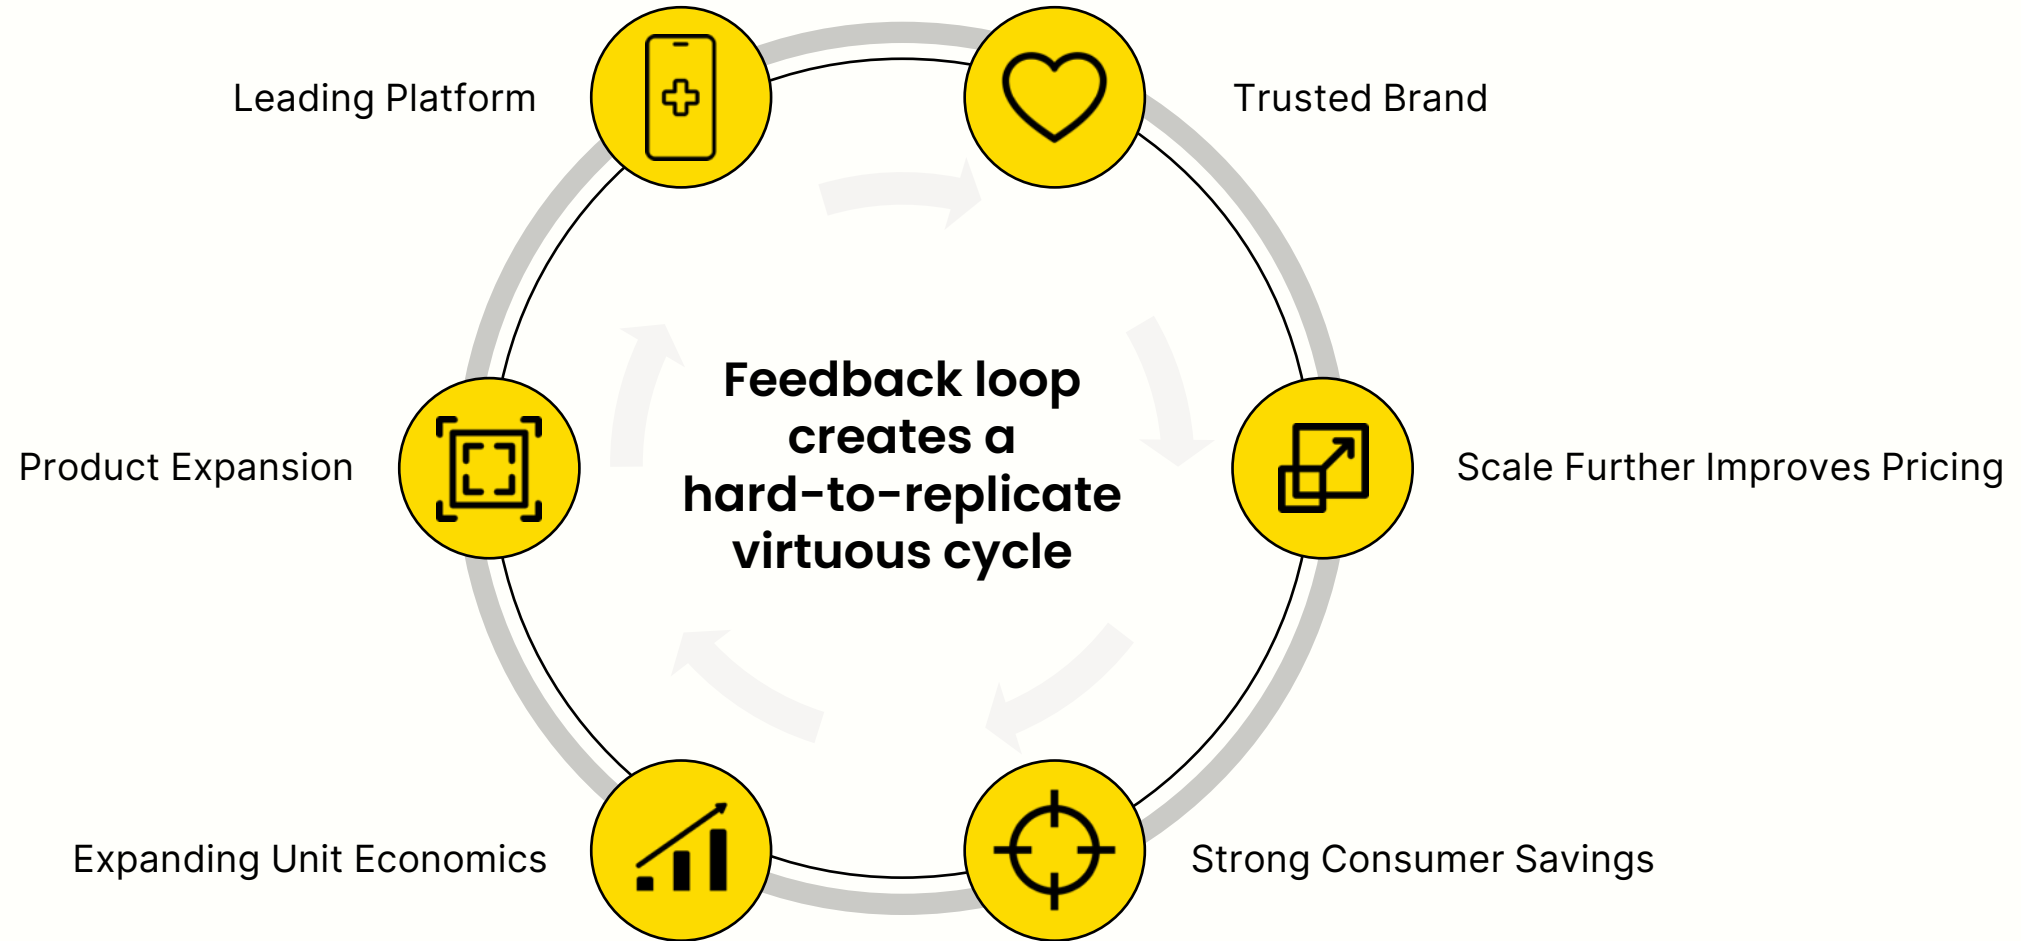 Leading Platform
Trusted Brand
Product Expansion
Feedback loop
creates a
hard-to-replicate
virtuous cycle
Scale Further Improves Pricing
Expanding Unit Economics
Strong Consumer Savings